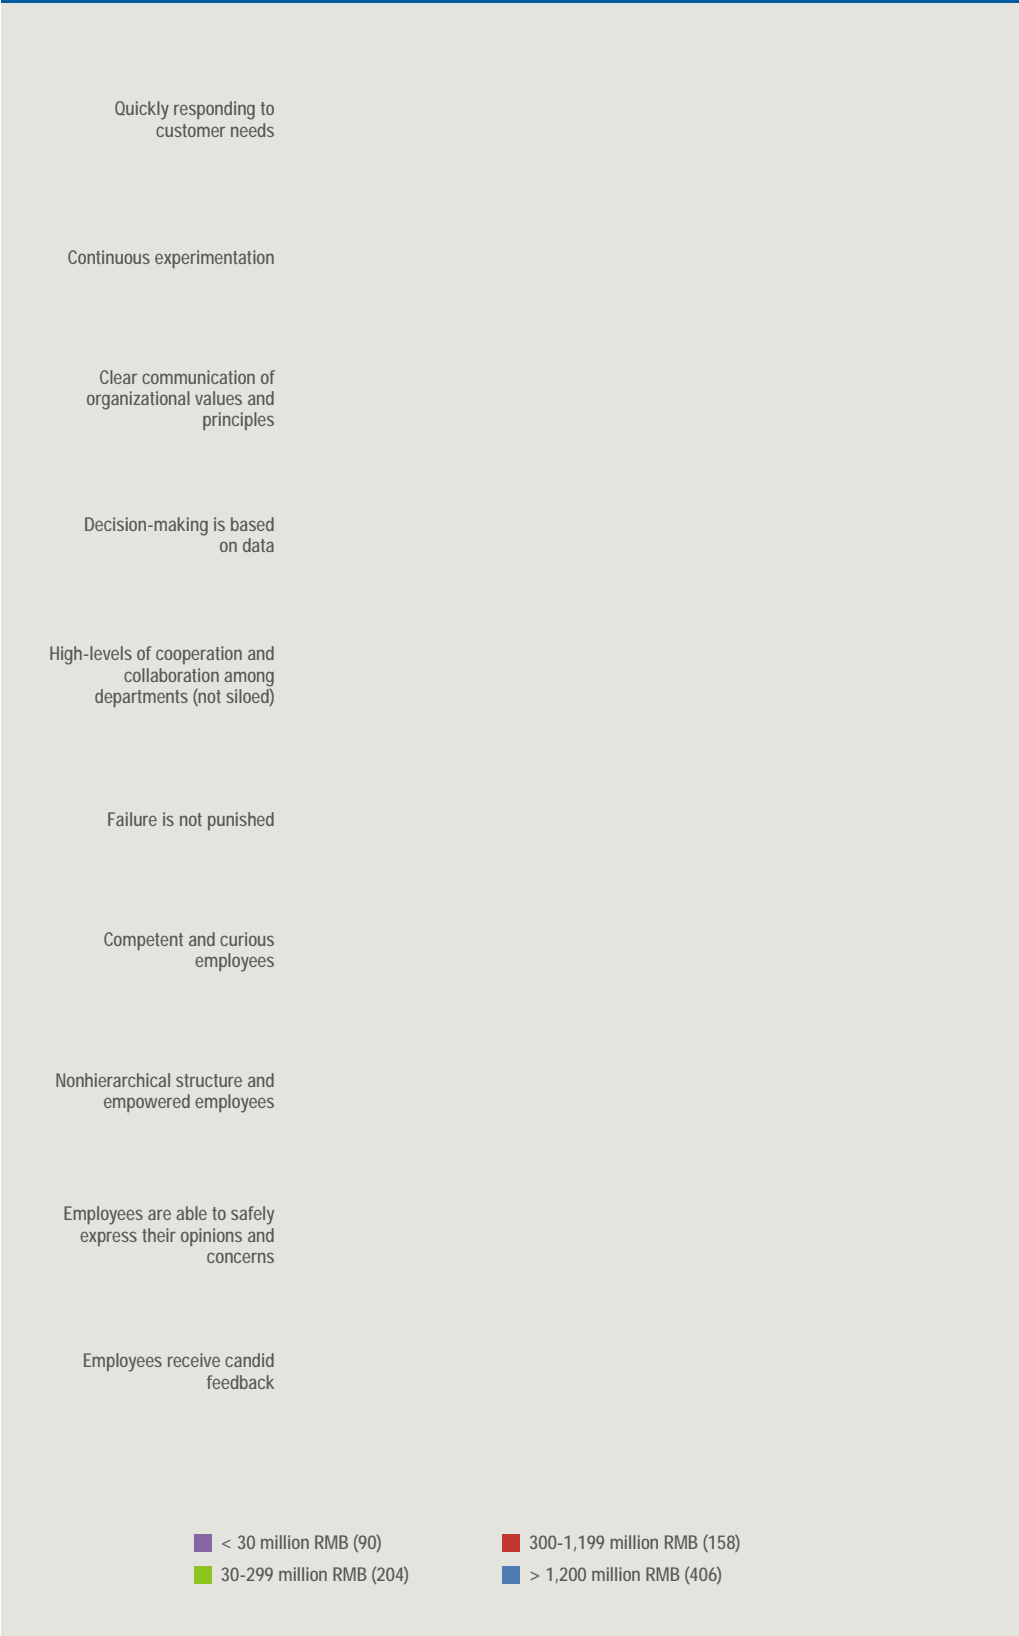 Quickly responding to
customer needs
Continuous experimentation
Clear communication of
organizational values and
principles
Decision-making is based
on data
High-levels of cooperation and
collaboration among
departments (not siloed)
Failure is not punished
Competent and curious
employees
Nonhierarchical structure and
empowered employees
Employees are able to safely
express their opinions and
concerns
Employees receive candid
feedback
< 30 million RMB (90)
300-1,199 million RMB (158)
30-299 million RMB (204)
> 1,200 million RMB (406)